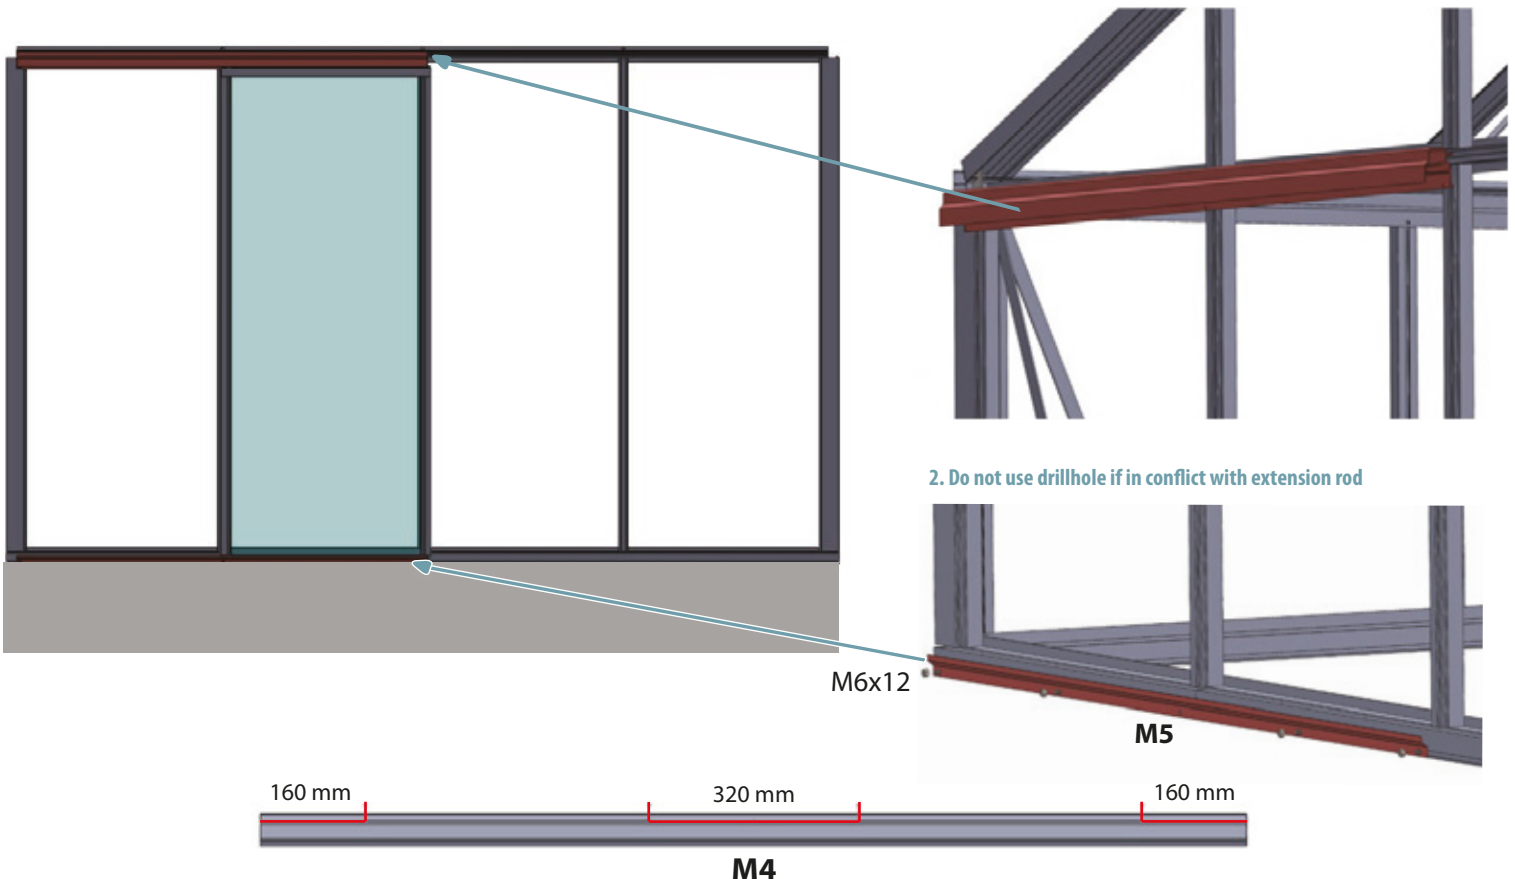 2. Do not use drillhole if in conflict with extension rod
M6x12
M5
160 mm
320 mm
160 mm
M4